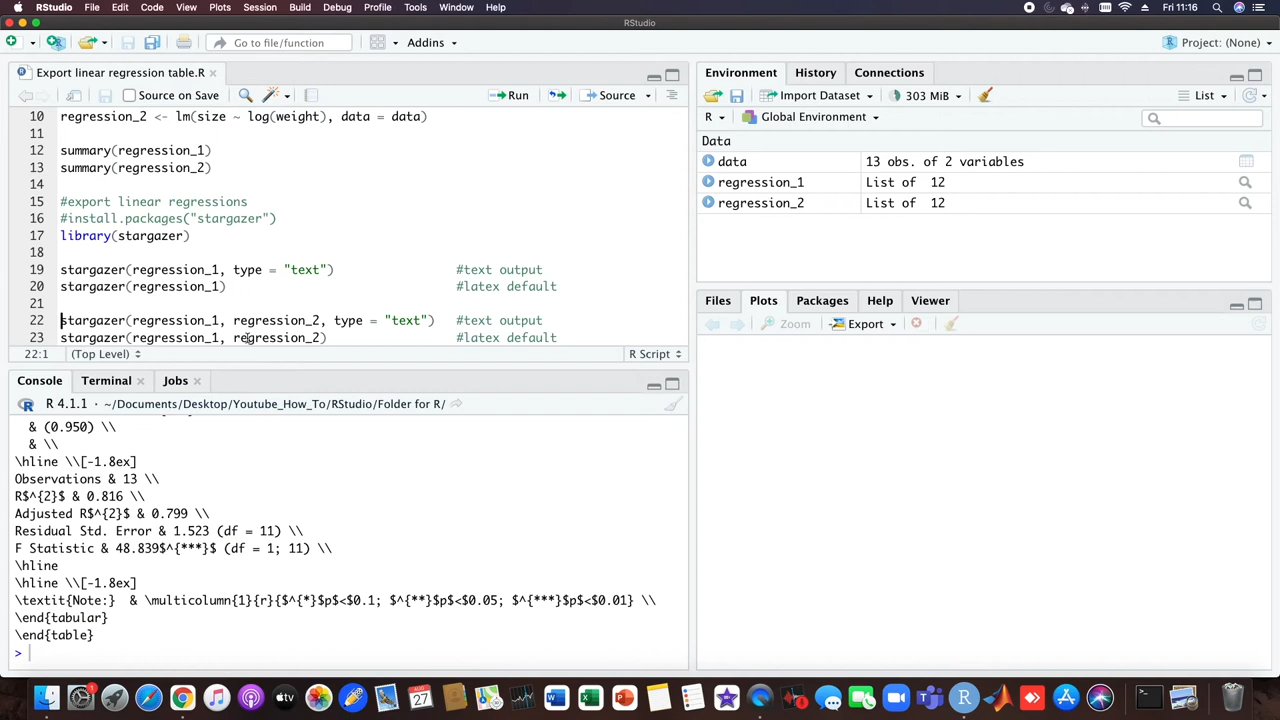 RStudio File Edit Code View Plots Session Build Debug Profile Tools Window Help Fri 11:16
RStudio
Go to file/function Addins Project: (None)
Export linear regression table.R
Source on Save Run Source
10 regression_2 <- lm(size ~ log(weight), data = data)
11
12 summary(regression_1)
13 summary(regression_2)
14
15 #export linear regressions
16 #install.packages("stargazer")
17 library(stargazer)
18
19 stargazer(regression_1, type = "text") #text output
20 stargazer(regression_1) #latex default
21
22 stargazer(regression_1, regression_2, type = "text") #text output
23 stargazer(regression_1, regression_2) #latex default
22:1 (Top Level) R Script
Console Terminal Jobs
R 4.1.1 · ~/Documents/Desktop/Youtube_How_To/RStudio/Folder for R/
& (0.950) \\
& \\
\hline \\[-1.8ex]
Observations & 13 \\
R$^{2}$ & 0.816 \\
Adjusted R$^{2}$ & 0.799 \\
Residual Std. Error & 1.523 (df = 11) \\
F Statistic & 48.839$^{***}$ (df = 1; 11) \\
\hline
\hline \\[-1.8ex]
\textit{Note:}  & \multicolumn{1}{r}{$^{*}$p$<$0.1; $^{**}$p$<$0.05; $^{***}$p$<$0.01} \\
\end{tabular}
\end{table}
>
Environment History Connections
Import Dataset 303 MiB List
R Global Environment
Data
data 13 obs. of 2 variables
regression_1 List of 12
regression_2 List of 12
Files Plots Packages Help Viewer
Zoom Export